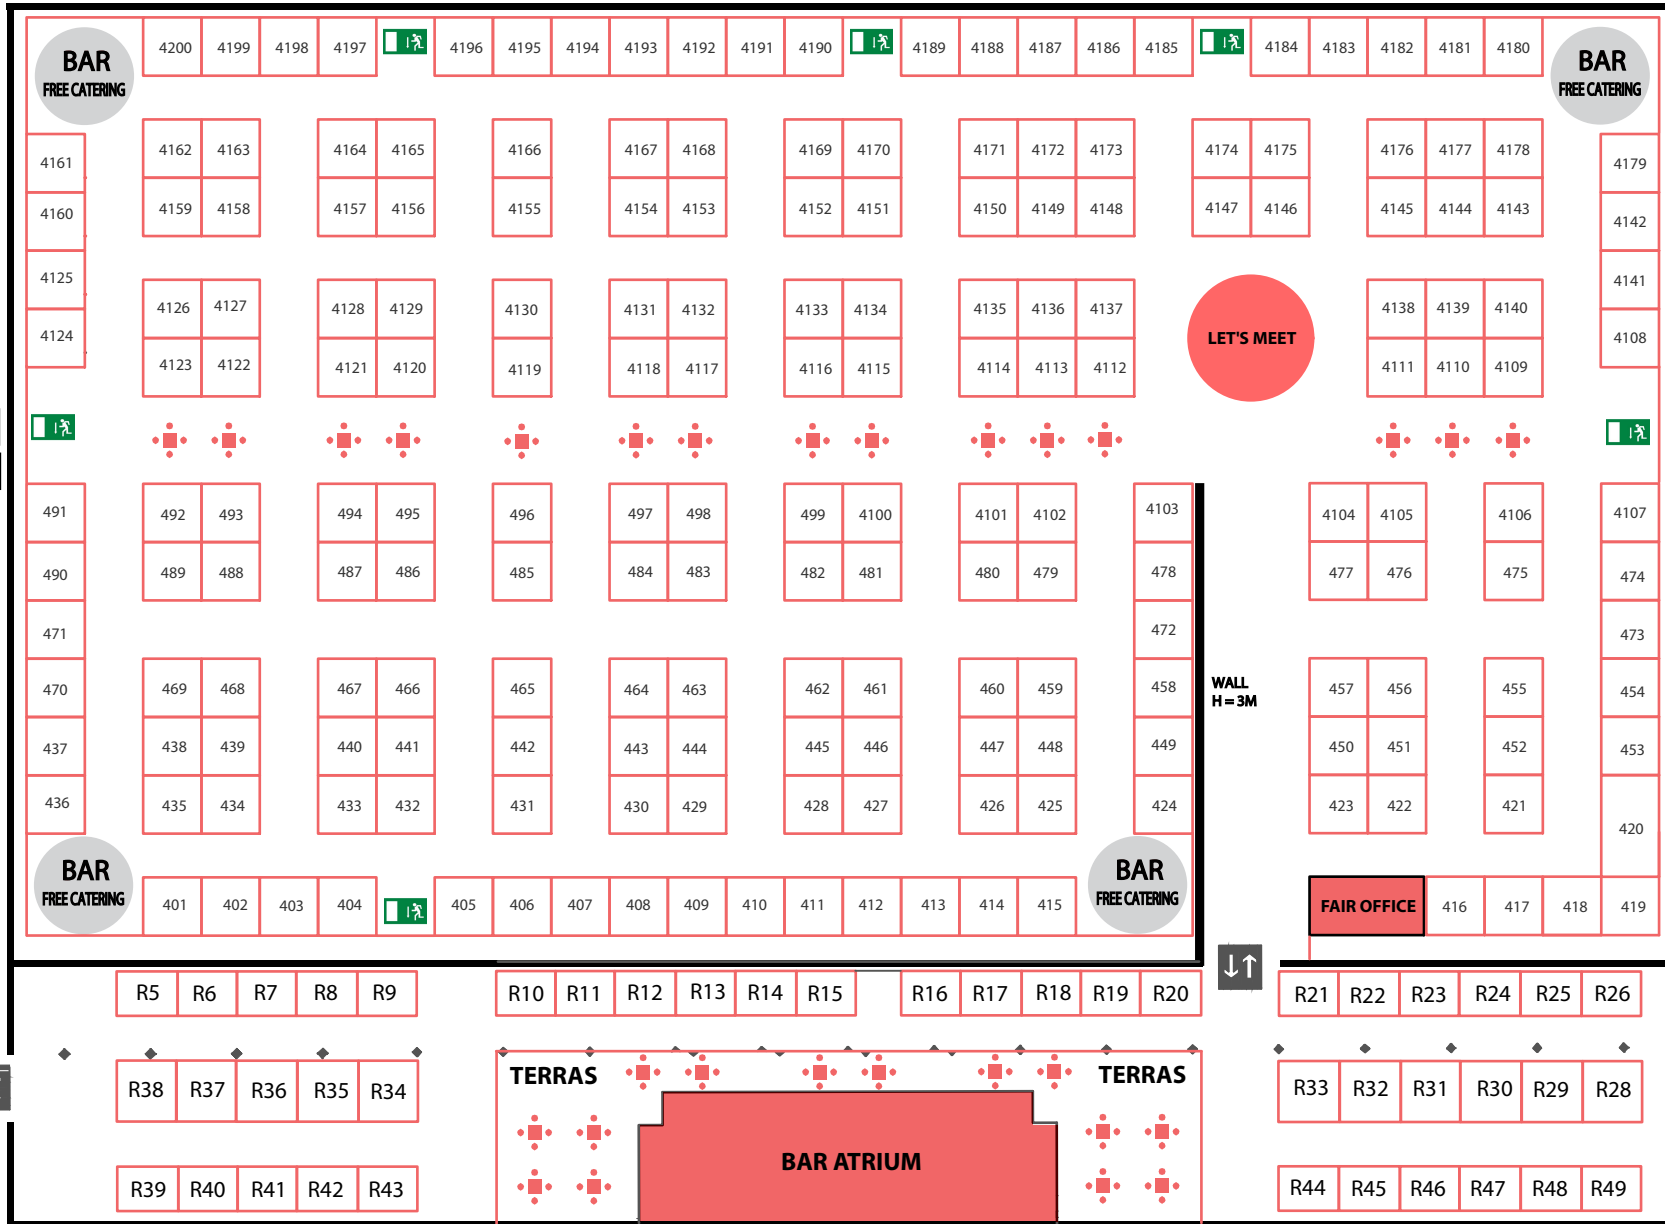 BAR
FREE CATERING
4200 4199 4198 4197 4196 4195 4194 4193 4192 4191 4190 4189 4188 4187 4186 4185 4184 4183 4182 4181 4180
BAR
FREE CATERING
4161 4162 4163 4164 4165 4166 4167 4168 4169 4170 4171 4172 4173 4174 4175 4176 4177 4178 4179
4160 4159 4158 4157 4156 4155 4154 4153 4152 4151 4150 4149 4148 4147 4146 4145 4144 4143 4142
4125 4126 4127 4128 4129 4130 4131 4132 4133 4134 4135 4136 4137 4138 4139 4140 4141
LET'S MEET
4124 4123 4122 4121 4120 4119 4118 4117 4116 4115 4114 4113 4112 4111 4110 4109 4108
491 492 493 494 495 496 497 498 499 4100 4101 4102 4103 4104 4105 4106 4107
490 489 488 487 486 485 484 483 482 481 480 479 478 477 476 475 474
471 472 473
470 469 468 467 466 465 464 463 462 461 460 459 458 457 456 455 454
WALL
H = 3M
437 438 439 440 441 442 443 444 445 446 447 448 449 450 451 452 453
436 435 434 433 432 431 430 429 428 427 426 425 424 423 422 421 420
BAR
FREE CATERING
401 402 403 404 405 406 407 408 409 410 411 412 413 414 415
BAR
FREE CATERING
FAIR OFFICE 416 417 418 419
R5 R6 R7 R8 R9 R10 R11 R12 R13 R14 R15 R16 R17 R18 R19 R20 R21 R22 R23 R24 R25 R26
TERRAS TERRAS
R38 R37 R36 R35 R34 R33 R32 R31 R30 R29 R28
BAR ATRIUM
R39 R40 R41 R42 R43 R44 R45 R46 R47 R48 R49